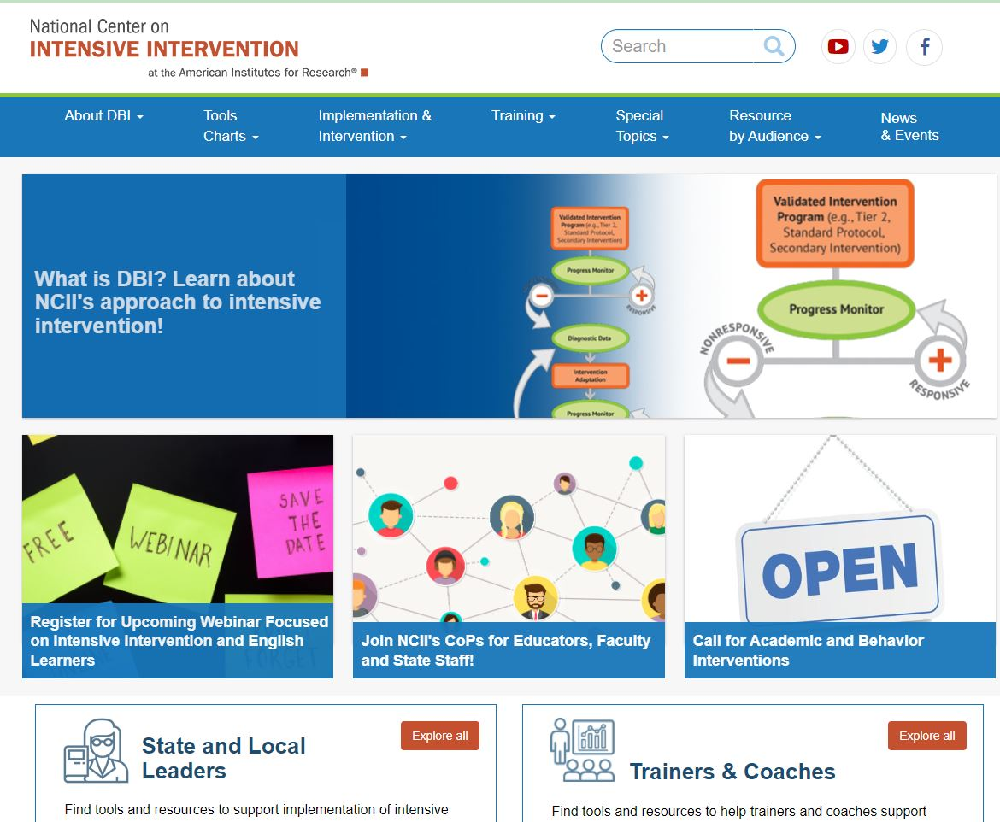 National Center on
INTENSIVE INTERVENTION
at the American Institutes for Research®
Search
About DBI
Tools
Charts
Implementation &
Intervention
Training
Special
Topics
Resource
by Audience
News
& Events
What is DBI? Learn about
NCII's approach to intensive
intervention!
Validated Intervention
Program (e.g., Tier 2,
Standard Protocol,
Secondary Intervention)
Progress Monitor
RESPONSIVE
Diagnostic Data
Intervention
Adaptation
Progress Monitor
Validated Intervention
Program (e.g., Tier 2,
Standard Protocol,
Secondary Intervention)
Progress Monitor
NONRESPONSIVE
RESPONSIVE
FREE
WEBINAR
SAVE
THE
DATE
FORGET
Register for Upcoming Webinar Focused
on Intensive Intervention and English
Learners
Join NCII's CoPs for Educators, Faculty
and State Staff!
OPEN
Call for Academic and Behavior
Interventions
State and Local
Leaders
Explore all
Find tools and resources to support implementation of intensive
Trainers & Coaches
Explore all
Find tools and resources to help trainers and coaches support